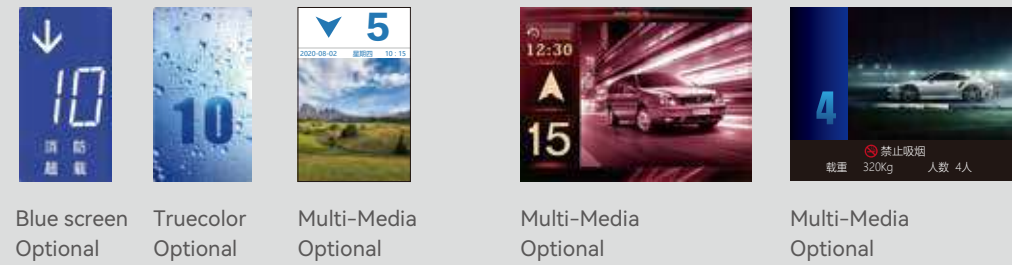 10
消 防
超 载
10
5
2020-08-02 星期四 10:15
12:30
15
4
禁止吸烟
载重 320Kg 人数 4人
Blue screen Truecolor Multi-Media Multi-Media Multi-Media
Optional Optional Optional Optional Optional